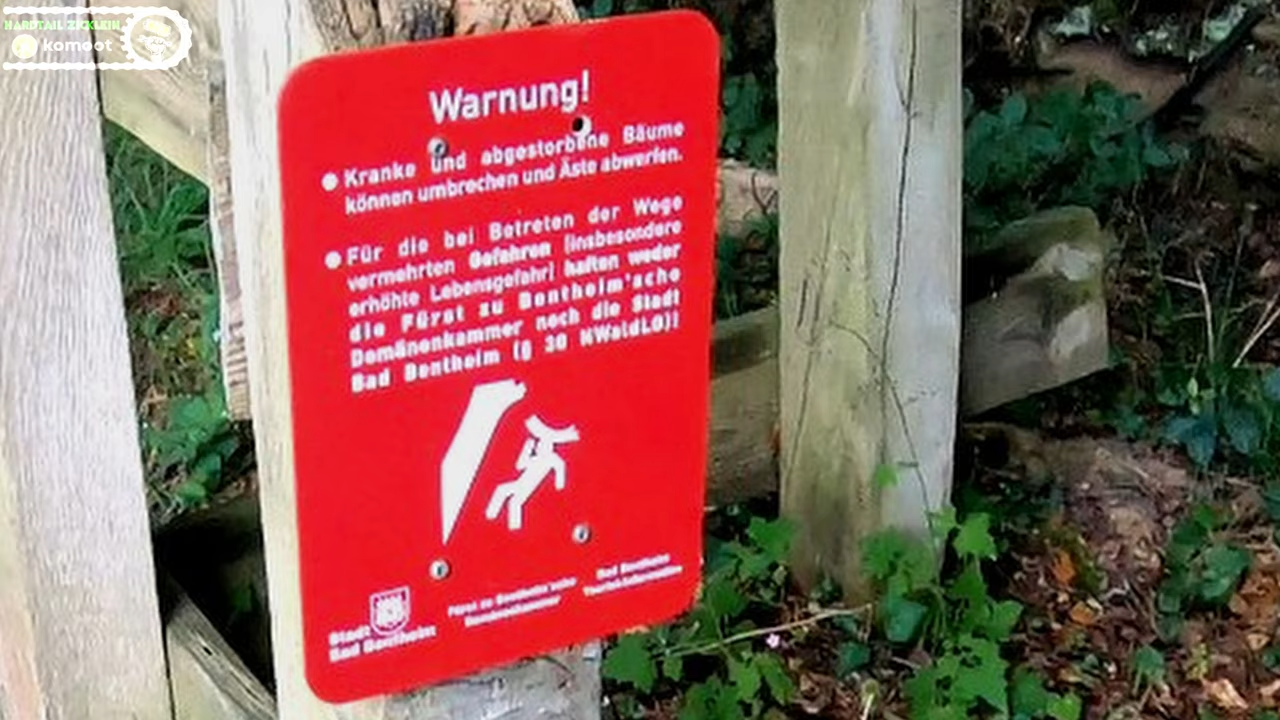 HARDTAIL ZICKLEIN
komoot
Warnung!
● Kranke und abgestorbene Bäume
können umbrechen und Äste abwerfen.
● Für die bei Betreten der Wege
vermehrten Gefahren (insbesondere
erhöhte Lebensgefahr) haften weder
die Fürst zu Bentheim'sche
Domänenkammer noch die Stadt
Bad Bentheim (§ 30 NWaldLG)!
Stadt
Bad Bentheim
Fürst zu Bentheim'sche
Domänenkammer
Bad Bentheim
Touristinformation